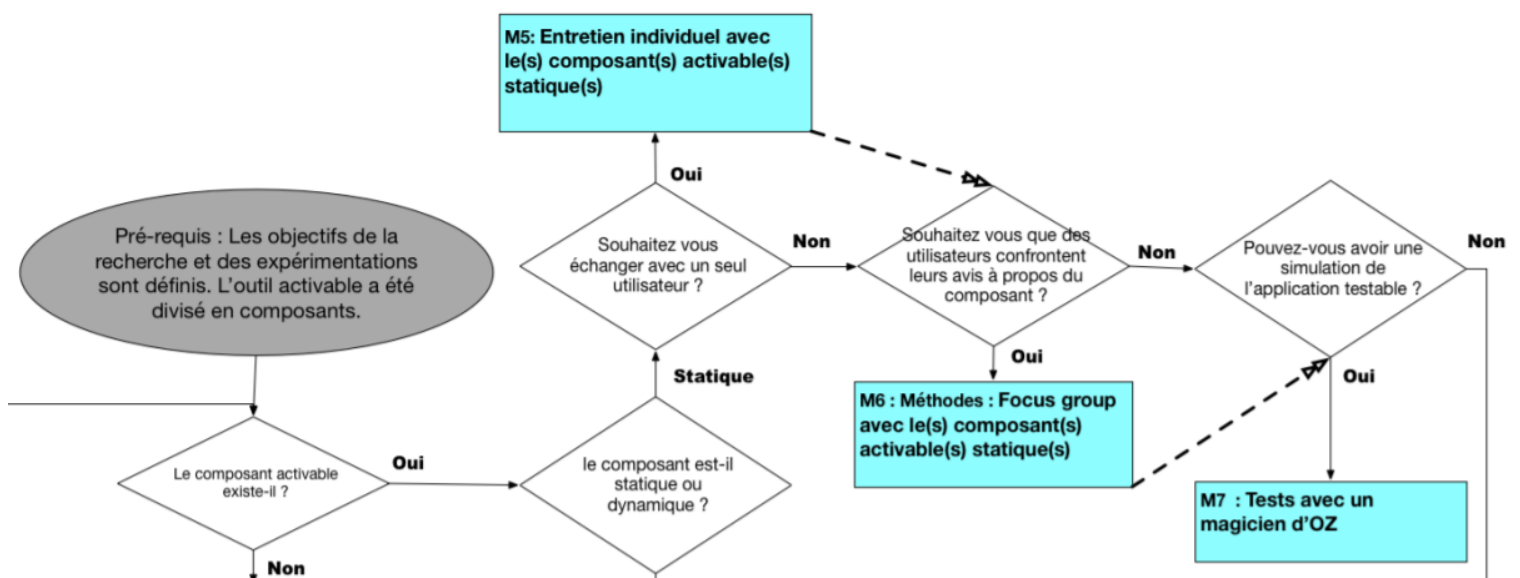 M5: Entretien individuel avec
le(s) composant(s) activable(s)
statique(s)
Oui
Pré-requis : Les objectifs de la
recherche et des expérimentations
sont définis. L'outil activable a été
divisé en composants.
Souhaitez vous
échanger avec un seul
utilisateur ?
Non
Souhaitez vous que des
utilisateurs confrontent
leurs avis à propos du
composant ?
Non
Pouvez-vous avoir une
simulation de
l'application testable ?
Non
Statique
Oui
Oui
M6 : Méthodes : Focus group
avec le(s) composant(s)
activable(s) statique(s)
Le composant activable
existe-il ?
Oui
le composant est-il
statique ou
dynamique ?
M7 : Tests avec un
magicien d'OZ
Non